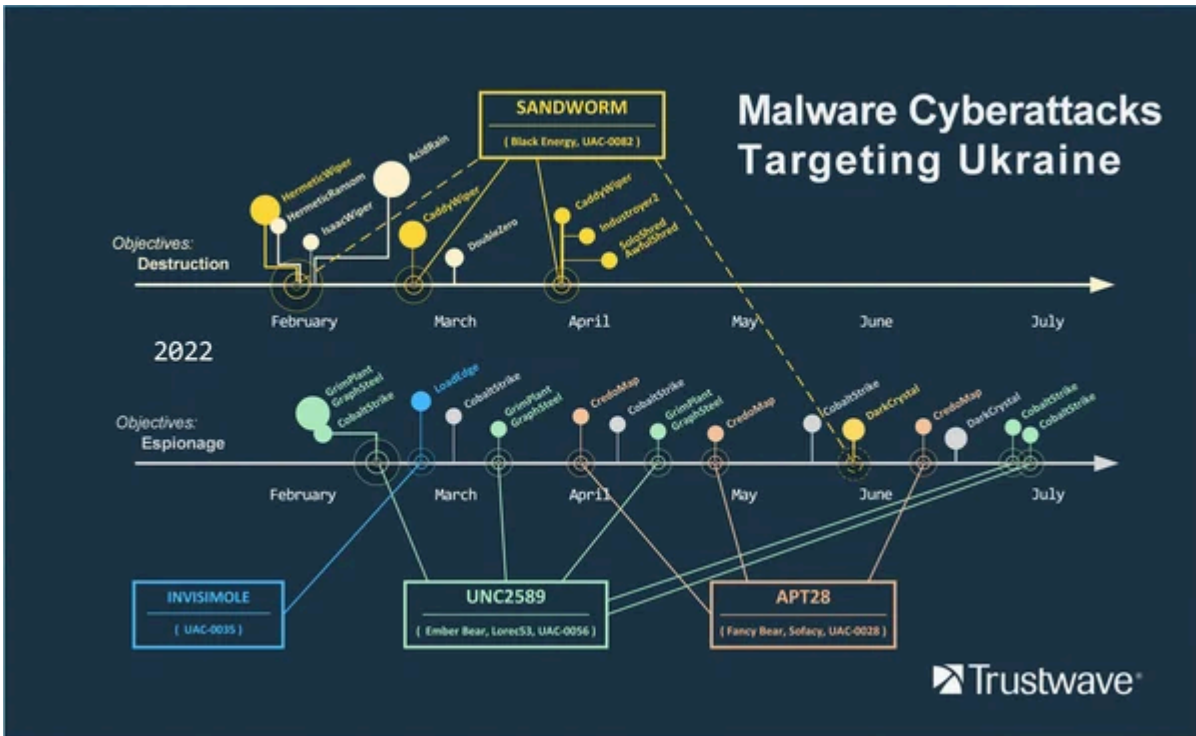 Malware Cyberattacks
Targeting Ukraine
SANDWORM
( Black Energy, UAC-0082 )
HermeticWiper
HermeticRansom
IsaacWiper
AcidRain
CaddyWiper
DoubleZero
CaddyWiper
Industroyer2
SoloShred
AwfulShred
Objectives:
Destruction
February
March
April
May
June
July
2022
GrimPlant
GraphSteel
CobaltStrike
LoadEdge
CobaltStrike
GrimPlant
GraphSteel
CredoMap
CobaltStrike
GrimPlant
GraphSteel
CredoMap
CobaltStrike
DarkCrystal
CredoMap
DarkCrystal
CobaltStrike
CobaltStrike
Objectives:
Espionage
February
March
April
May
June
July
INVISIMOLE
( UAC-0035 )
UNC2589
( Ember Bear, Lorec53, UAC-0056 )
APT28
( Fancy Bear, Sofacy, UAC-0028 )
Trustwave®